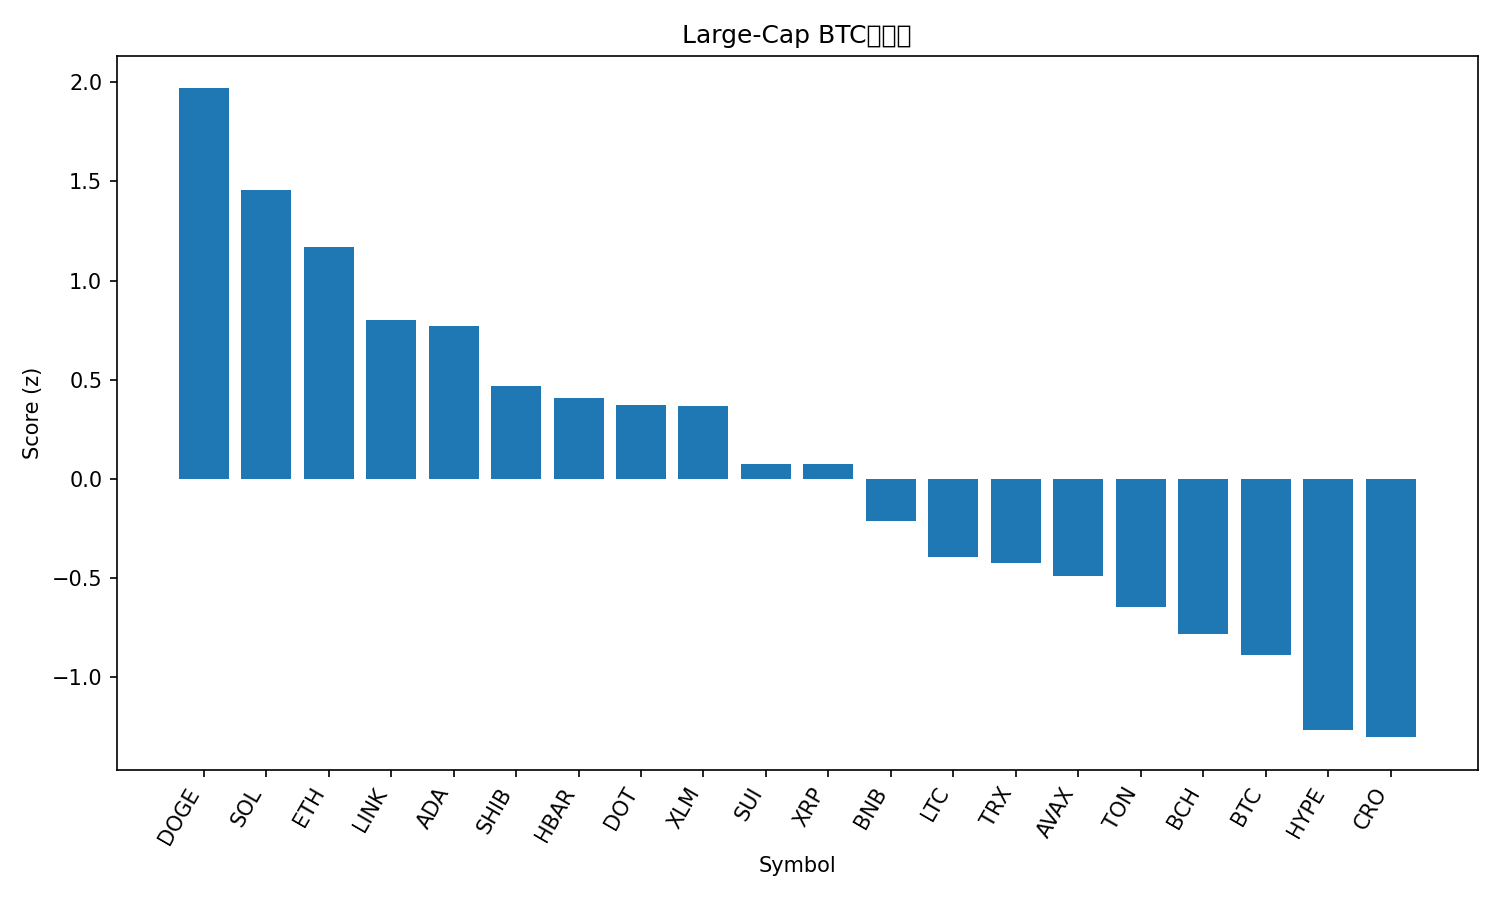 Large-Cap BTC
2.0
1.5
1.0
0.5
0.0
−0.5
−1.0
Score (z)
DOGE
SOL
ETH
LINK
ADA
SHIB
HBAR
DOT
XLM
SUI
XRP
BNB
LTC
TRX
AVAX
TON
BCH
BTC
HYPE
CRO
Symbol